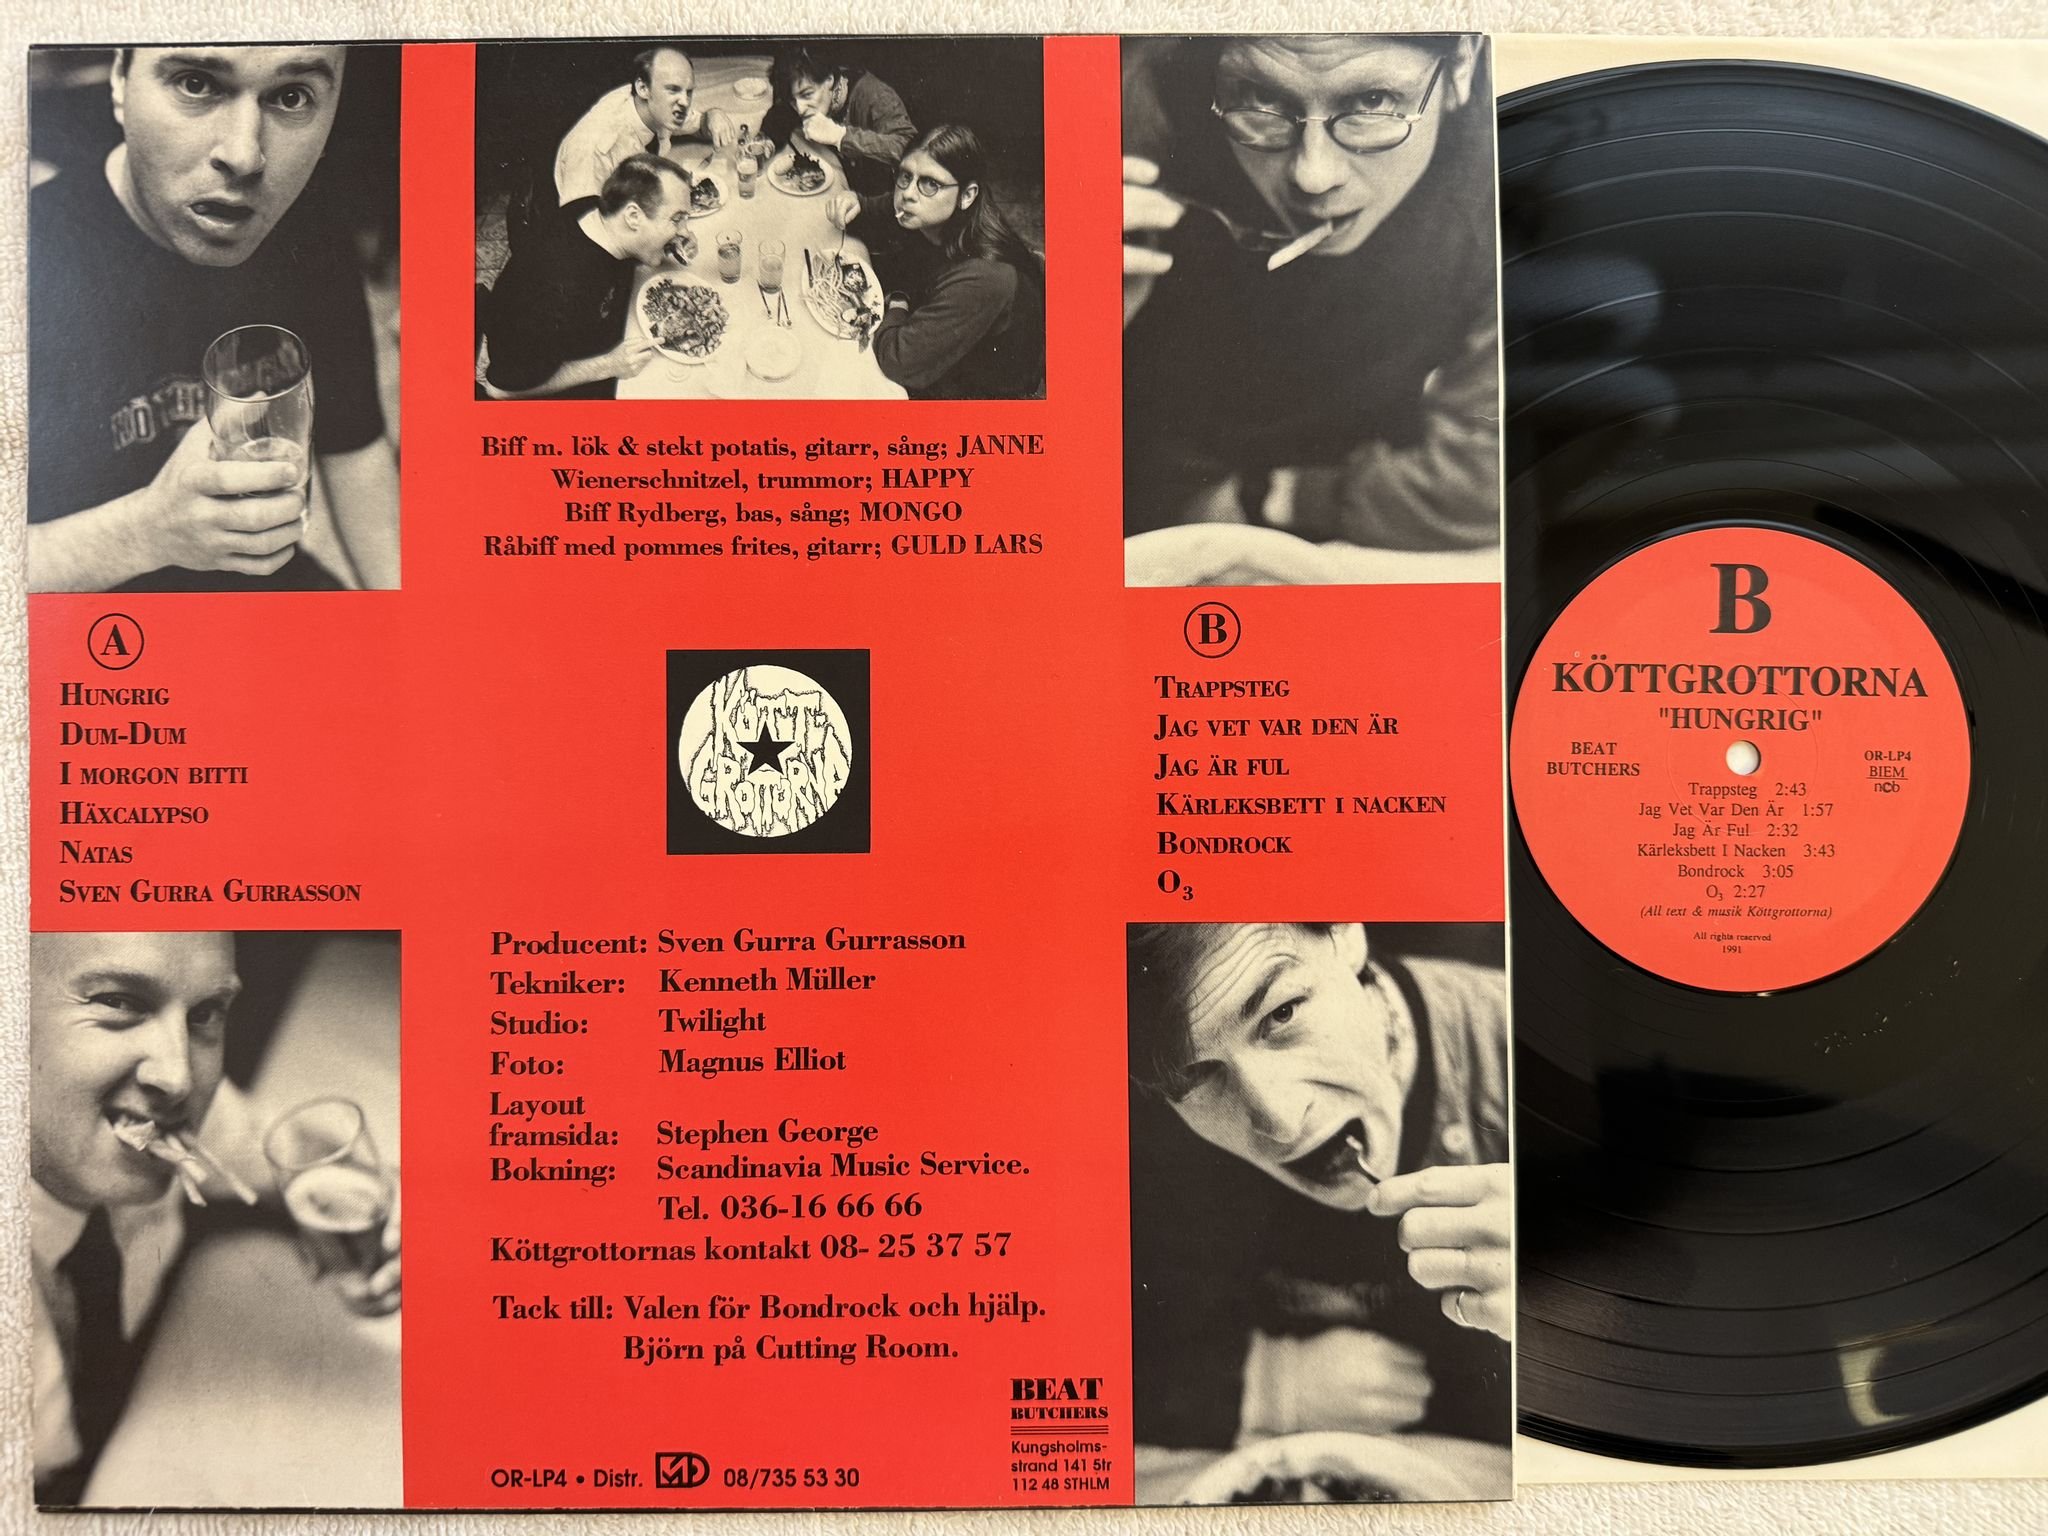 Biff m. lök & stekt potatis, gitarr, sång; JANNE
Wienerschnitzel, trummor; HAPPY
Biff Rydberg, bas, sång; MONGO
Råbiff med pommes frites, gitarr; GULD LARS
A
HUNGRIG
DUM-DUM
I MORGON BITTI
HÄXCALYPSO
NATAS
SVEN GURRA GURRASSON
KÖTT-
GROTTORNA
B
TRAPPSTEG
JAG VET VAR DEN ÄR
JAG ÄR FUL
KÄRLEKSBETT I NACKEN
BONDROCK
O3
Producent: Sven Gurra Gurrasson
Tekniker: Kenneth Müller
Studio: Twilight
Foto: Magnus Elliot
Layout
framsida: Stephen George
Bokning: Scandinavia Music Service.
Tel. 036-16 66 66
Köttgrottornas kontakt 08- 25 37 57
Tack till: Valen för Bondrock och hjälp.
Björn på Cutting Room.
BEAT
BUTCHERS
Kungsholms-
strand 141 5tr
112 48 STHLM
OR-LP4 • Distr. MD 08/735 53 30
B
KÖTTGROTTORNA
"HUNGRIG"
BEAT
BUTCHERS
OR-LP4
BIEM
ncb
Trappsteg 2:43
Jag Vet Var Den Är 1:57
Jag Är Ful 2:32
Kärleksbett I Nacken 3:43
Bondrock 3:05
O3 2:27
(All text & musik Köttgrottorna)
All rights reserved
1991